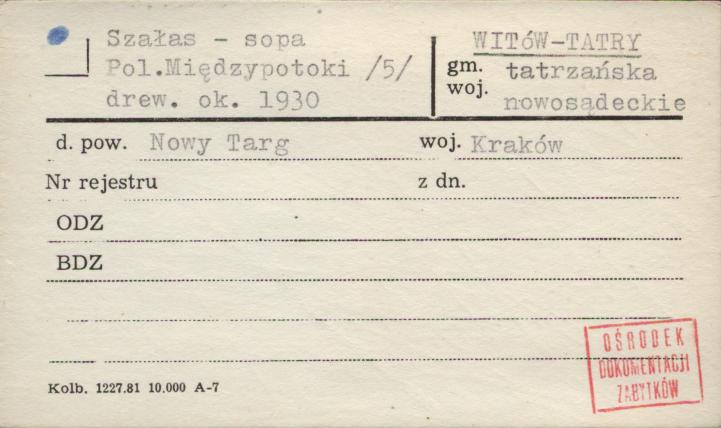 Szałas - sopa
Pol.Międzypotoki /5/
drew. ok. 1930
WITÓW-TATRY
gm. tatrzańska
woj. nowosądeckie
d. pow. Nowy Targ woj. Kraków
Nr rejestru z dn.
ODZ
BDZ
OŚRODEK
DOKUMENTACJI
ZABYTKÓW
Kolb. 1227.81 10.000 A-7